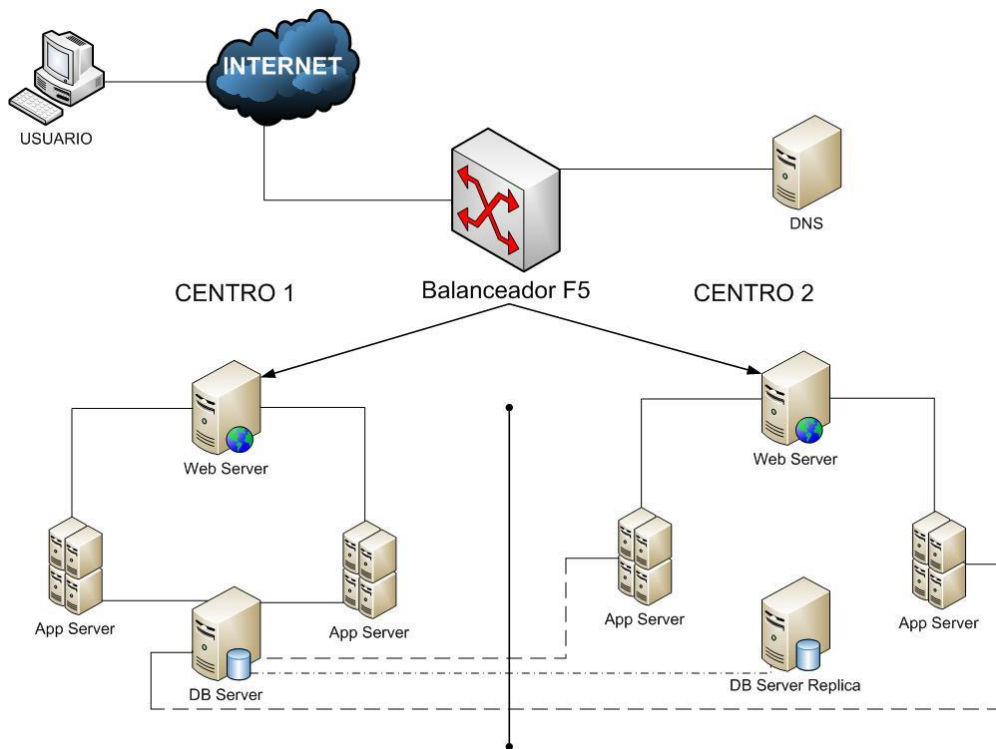 INTERNET
USUARIO
DNS
CENTRO 1
Balanceador F5
CENTRO 2
Web Server
Web Server
App Server
App Server
App Server
App Server
DB Server
DB Server Replica